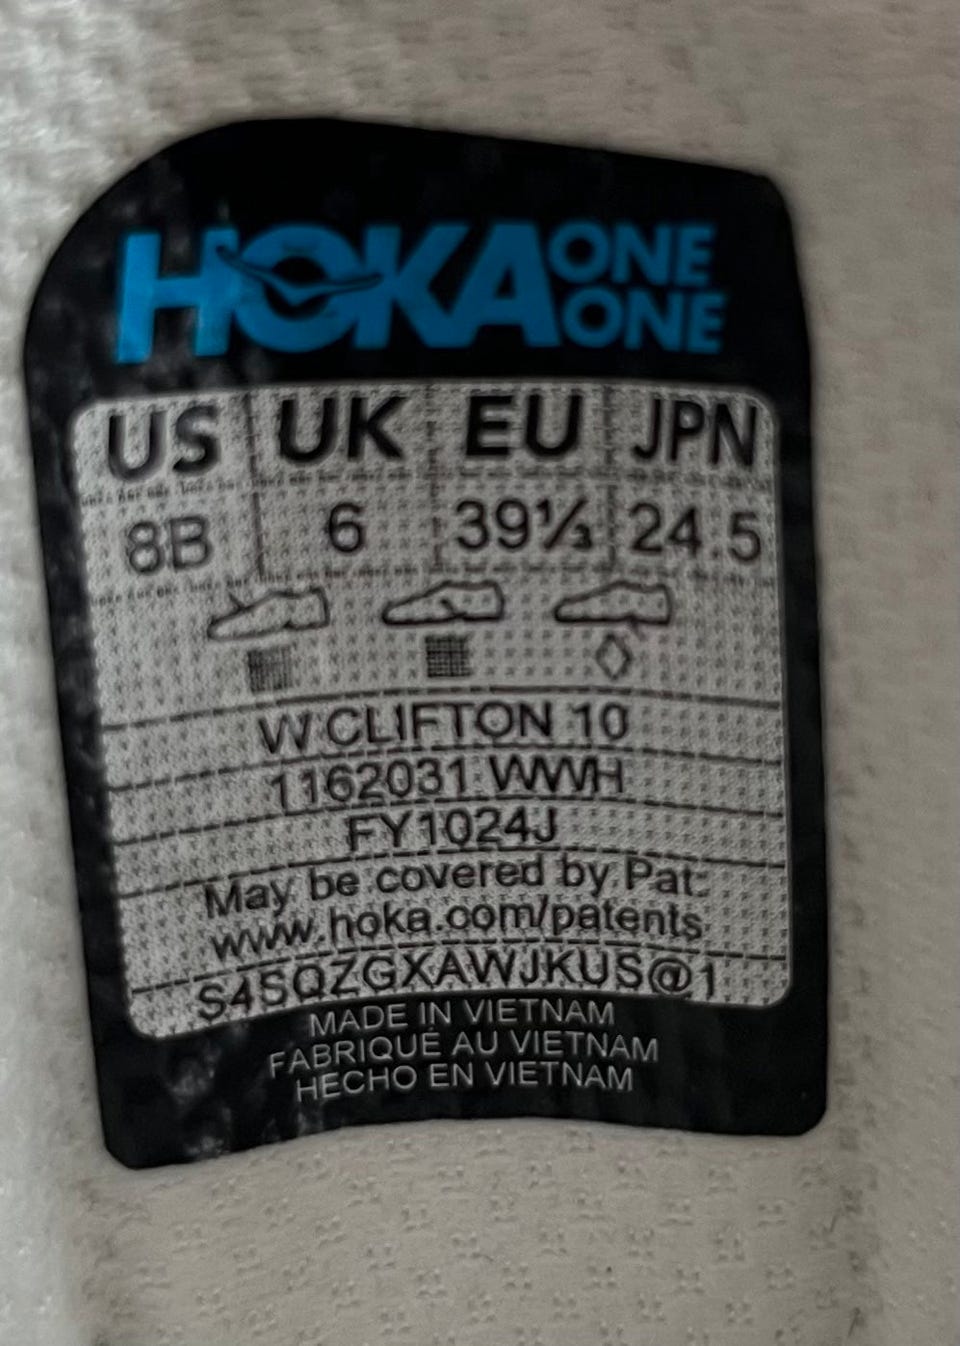 HOKA ONE ONE
US UK EU JPN
8B 6 39⅓ 24.5
W CLIFTON 10
1162031 WWH
FY1024J
May be covered by Pat:
www.hoka.com/patents
S4SQZGXAWJKUS@1
MADE IN VIETNAM
FABRIQUÉ AU VIETNAM
HECHO EN VIETNAM